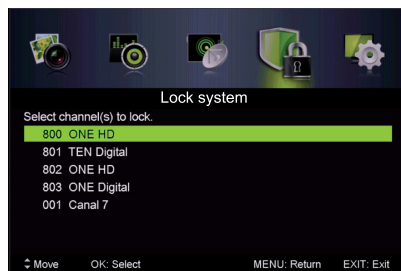 Lock system
Select channel(s) to lock.
800 ONE HD
801 TEN Digital
802 ONE HD
803 ONE Digital
001 Canal 7
Move OK: Select MENU: Return EXIT: Exit